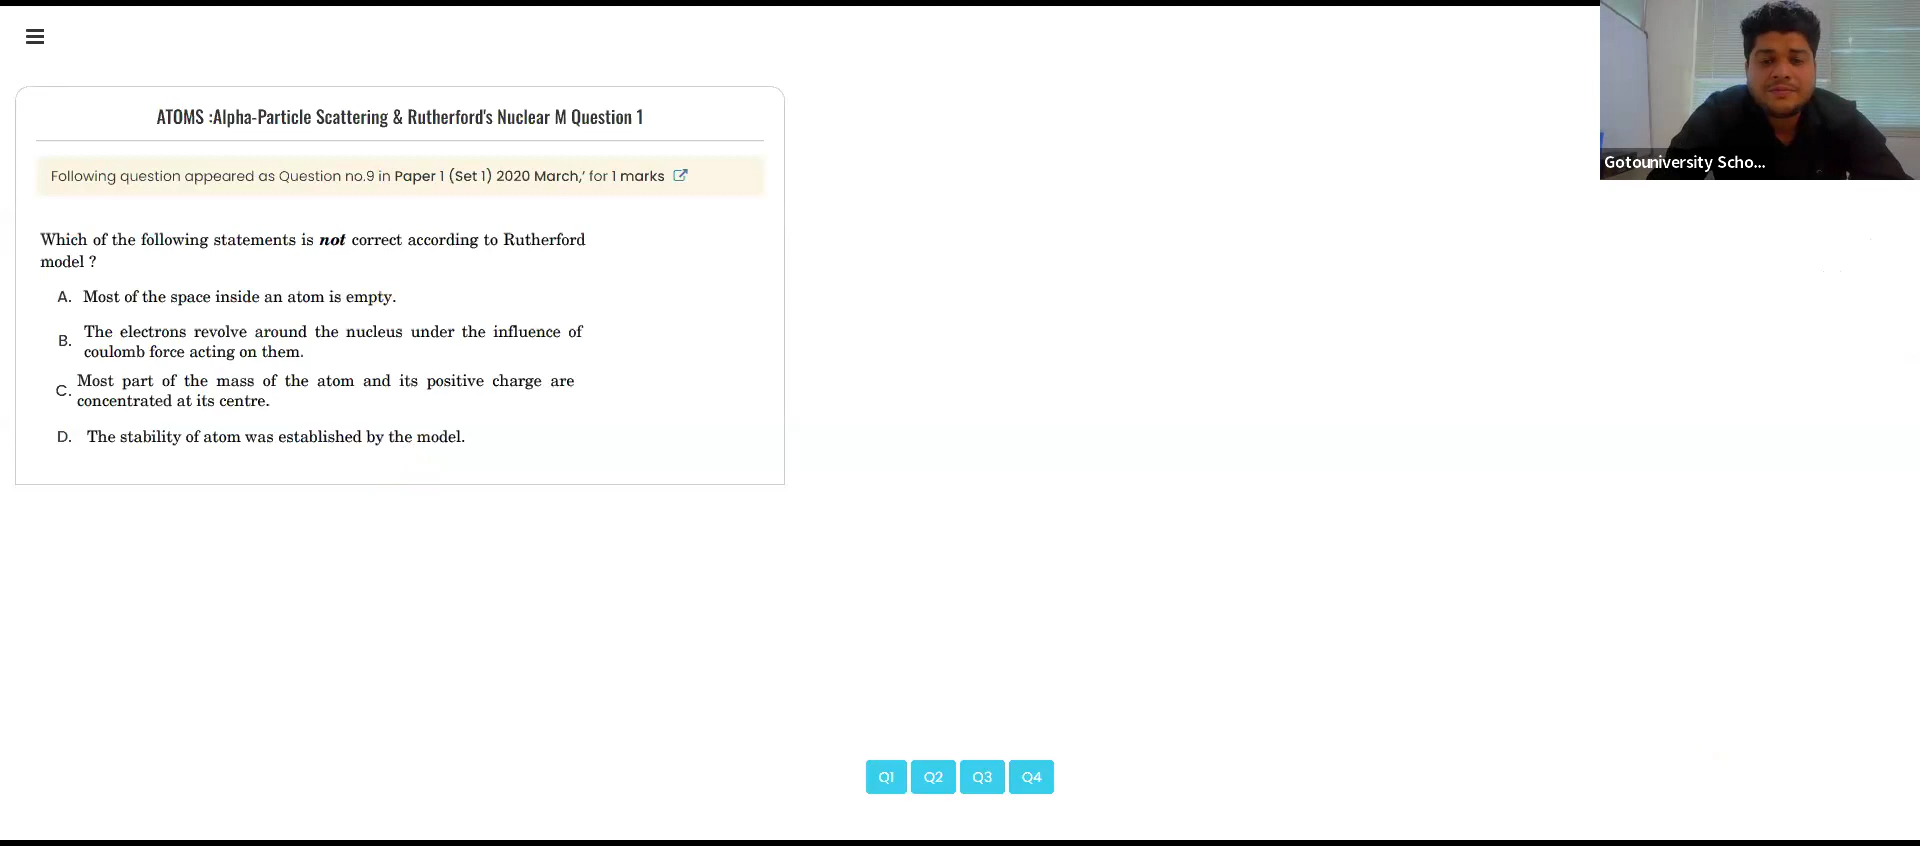 ATOMS :Alpha-Particle Scattering & Rutherford's Nuclear M Question 1
Following question appeared as Question no.9 in Paper 1 (Set 1) 2020 March,' for 1 marks
Which of the following statements is not correct according to Rutherford
model ?
A. Most of the space inside an atom is empty.
B. The electrons revolve around the nucleus under the influence of
coulomb force acting on them.
C. Most part of the mass of the atom and its positive charge are
concentrated at its centre.
D. The stability of atom was established by the model.
Gotouniversity Scho...
Q1 Q2 Q3 Q4